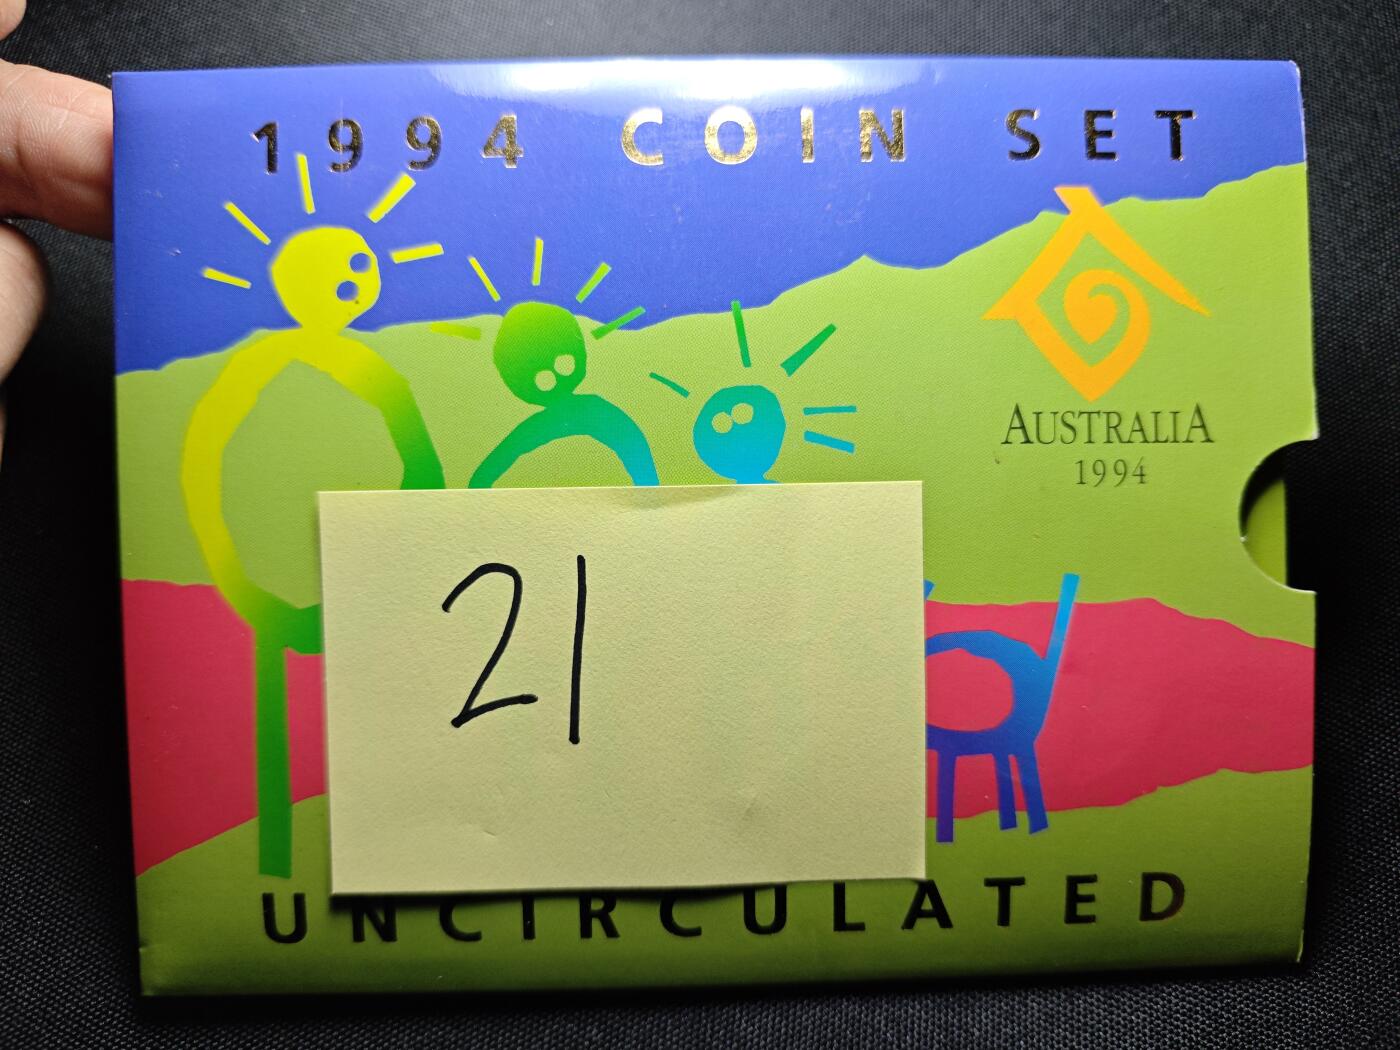 1994 COIN SET
AUSTRALIA
1994
21
UNCIRCULATED